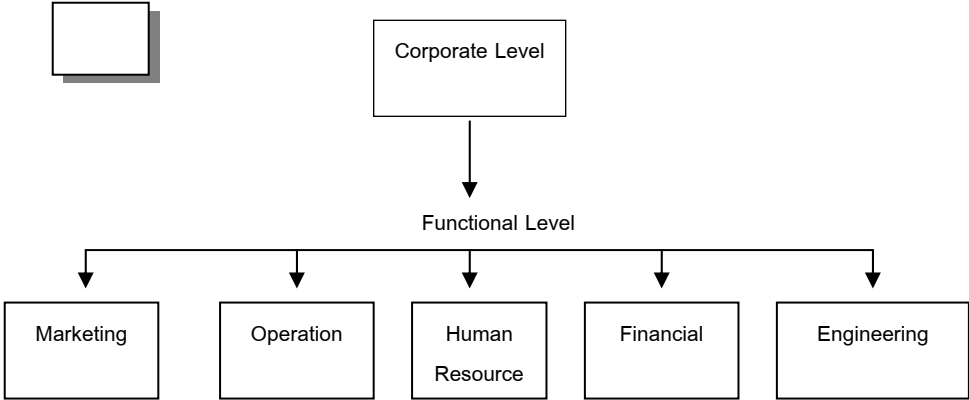 Corporate Level
Functional Level
Marketing
Operation
Human
Resource
Financial
Engineering